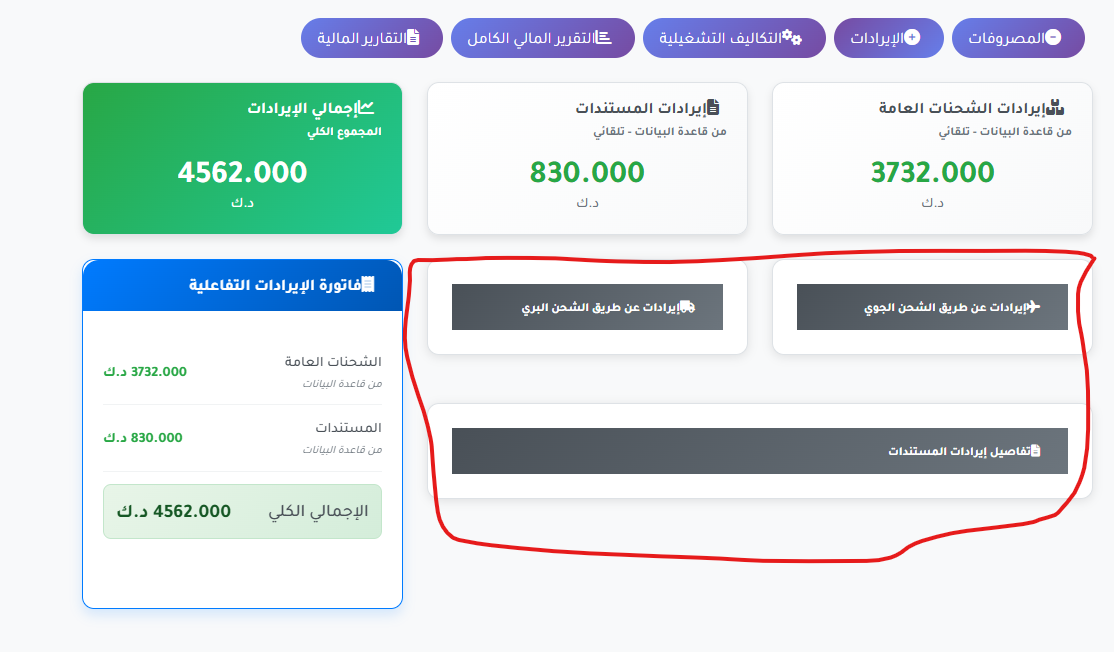 المصروفات
الإيرادات
التكاليف التشغيلية
التقرير المالي الكامل
التقارير المالية
إيرادات الشحنات العامة
من قاعدة البيانات - تلقائي
3732.000
د.ك
إيرادات المستندات
من قاعدة البيانات - تلقائي
830.000
د.ك
إجمالي الإيرادات
المجموع الكلي
4562.000
د.ك
إيرادات عن طريق الشحن الجوي
إيرادات عن طريق الشحن البري
تفاصيل إيرادات المستندات
فاتورة الإيرادات التفاعلية
الشحنات العامة
3732.000 د.ك
من قاعدة البيانات
المستندات
830.000 د.ك
من قاعدة البيانات
الإجمالي الكلي
4562.000 د.ك